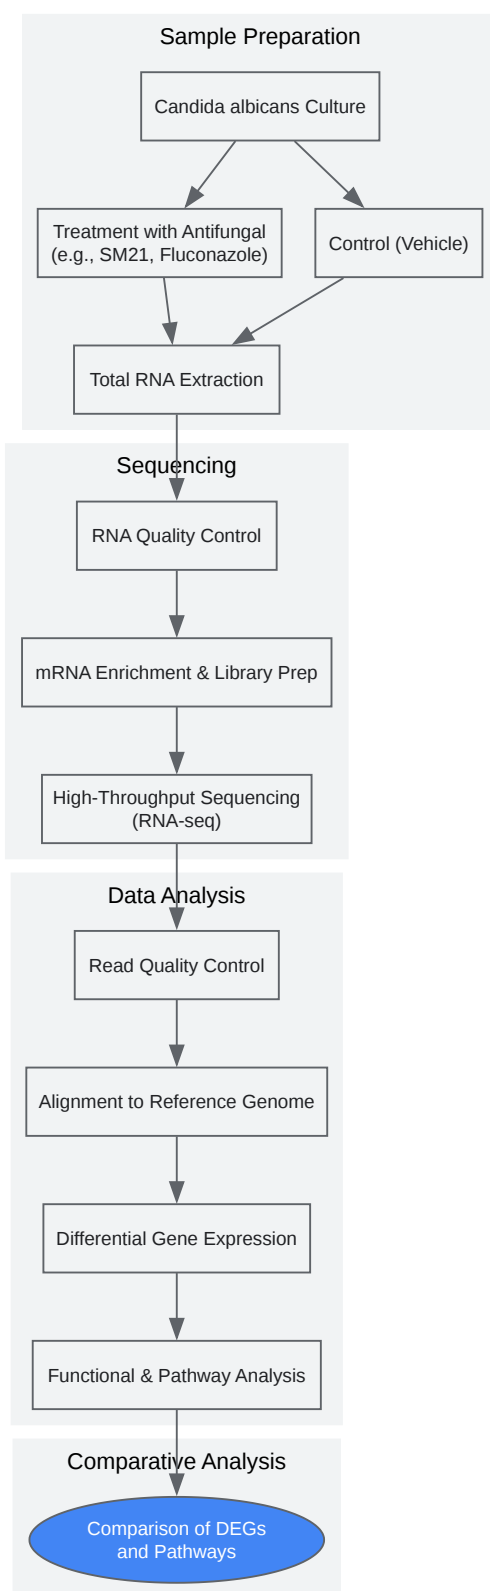 Sample Preparation
Candida albicans Culture
Treatment with Antifungal
(e.g., SM21, Fluconazole)
Control (Vehicle)
Total RNA Extraction
Sequencing
RNA Quality Control
mRNA Enrichment & Library Prep
High-Throughput Sequencing
(RNA-seq)
Data Analysis
Read Quality Control
Alignment to Reference Genome
Differential Gene Expression
Functional & Pathway Analysis
Comparative Analysis
Comparison of DEGs
and Pathways